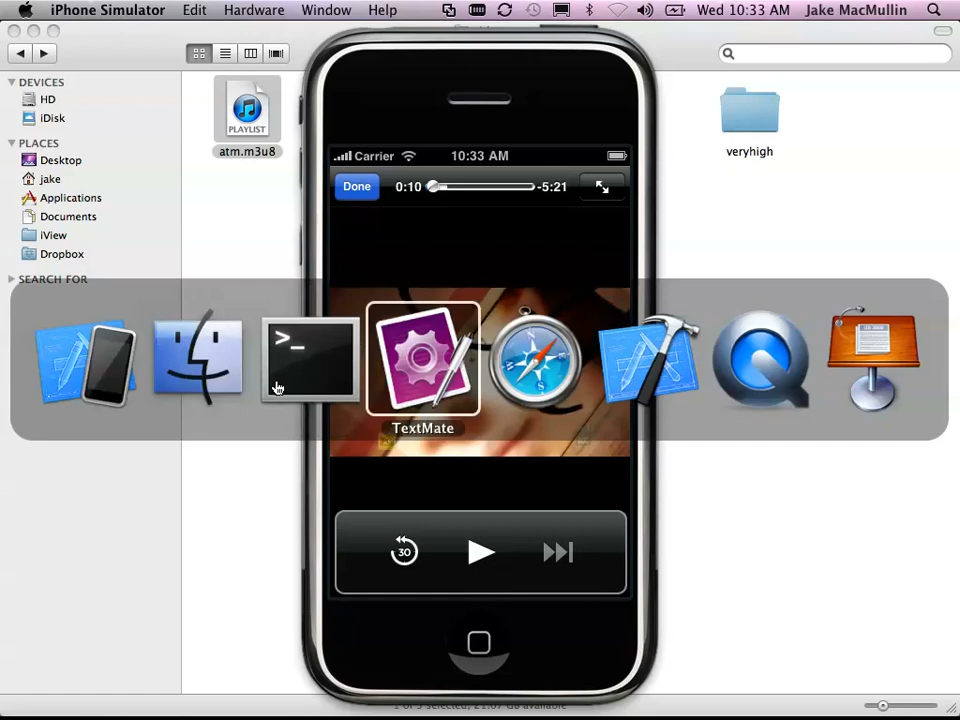 iPhone Simulator Edit Hardware Window Help Wed 10:33 AM Jake MacMullin
DEVICES
HD
iDisk
PLACES
Desktop
jake
Applications
Documents
iView
Dropbox
SEARCH FOR
PLAYLIST
atm.m3u8
veryhigh
Carrier 10:33 AM
Done 0:10 -5:21
>_
TextMate
30